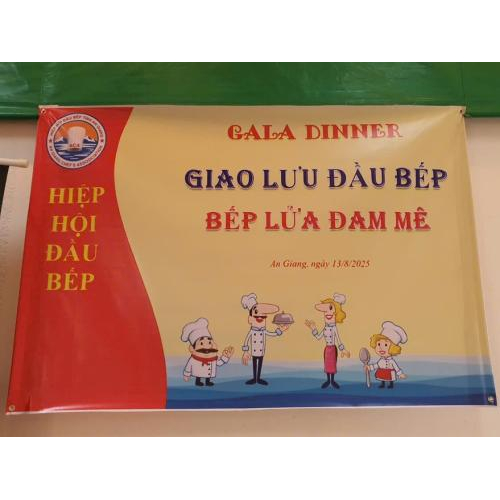 HIỆP
HỘI
ĐẦU
BẾP
GALA DINNER
GIAO LƯU ĐẦU BẾP
BẾP LỬA ĐAM MÊ
An Giang, ngày 13/8/2025